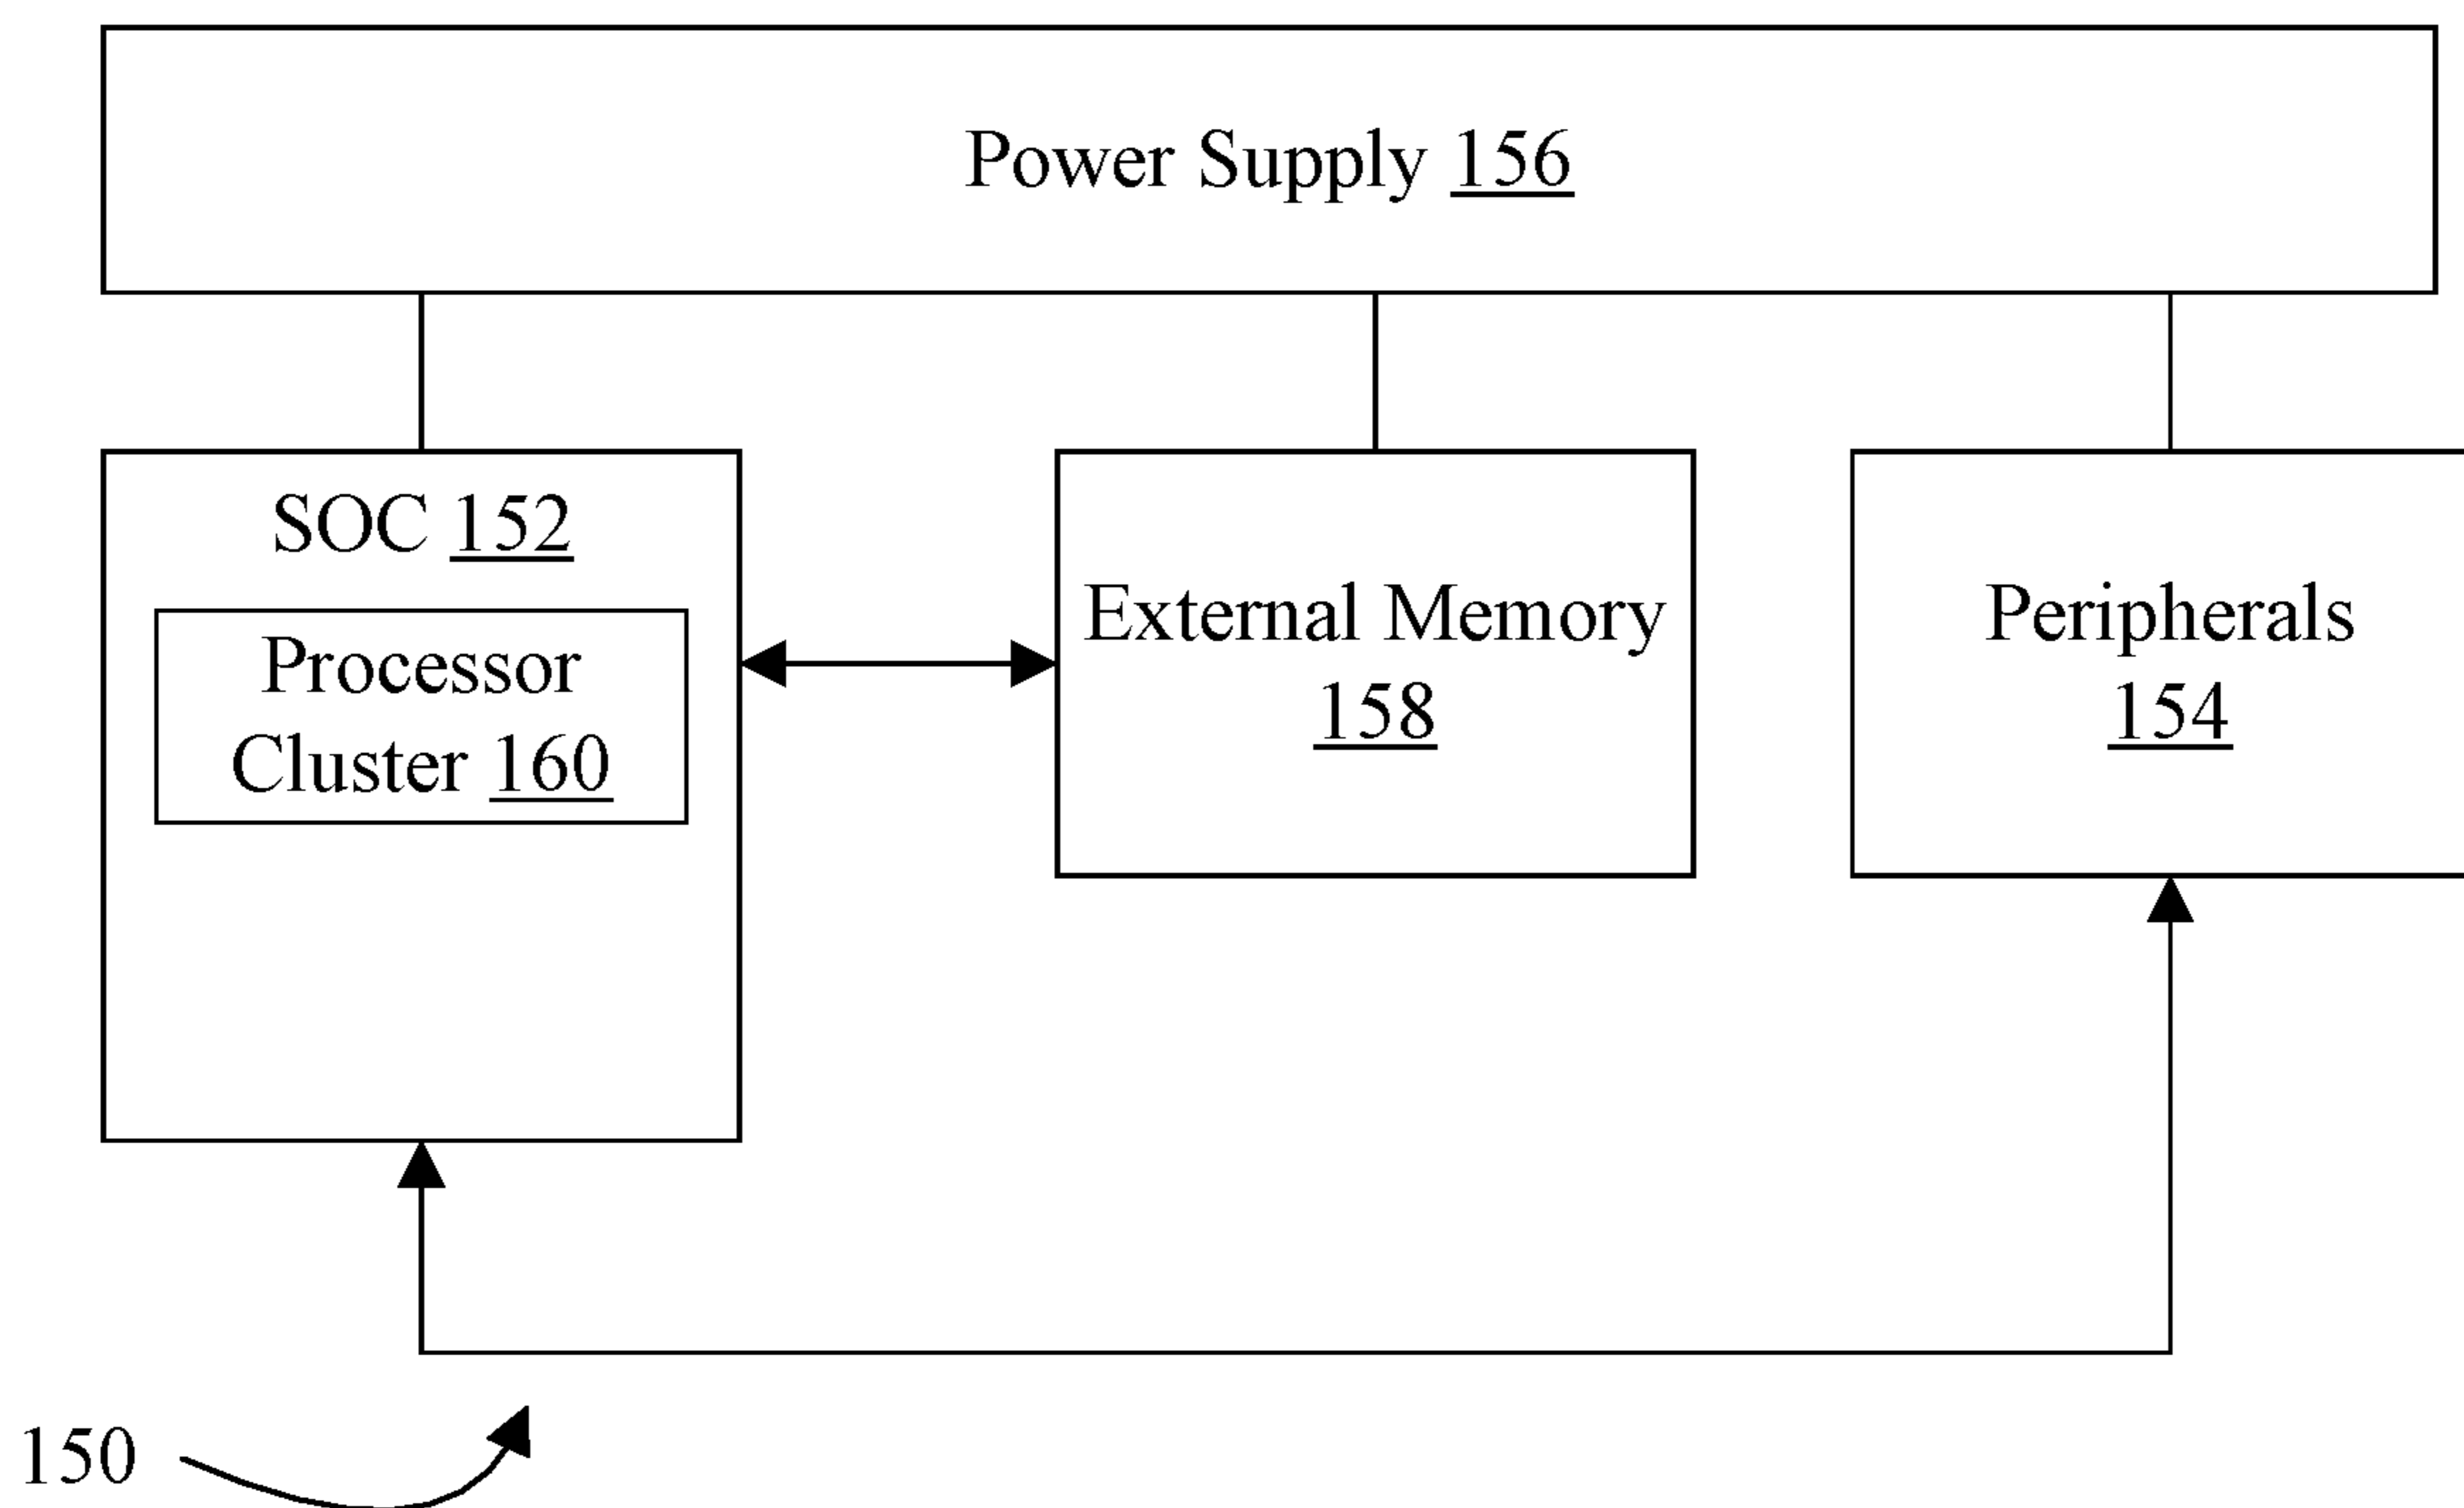 Power Supply 156
SOC 152
Processor
Cluster 160
External Memory
158
Peripherals
154
150